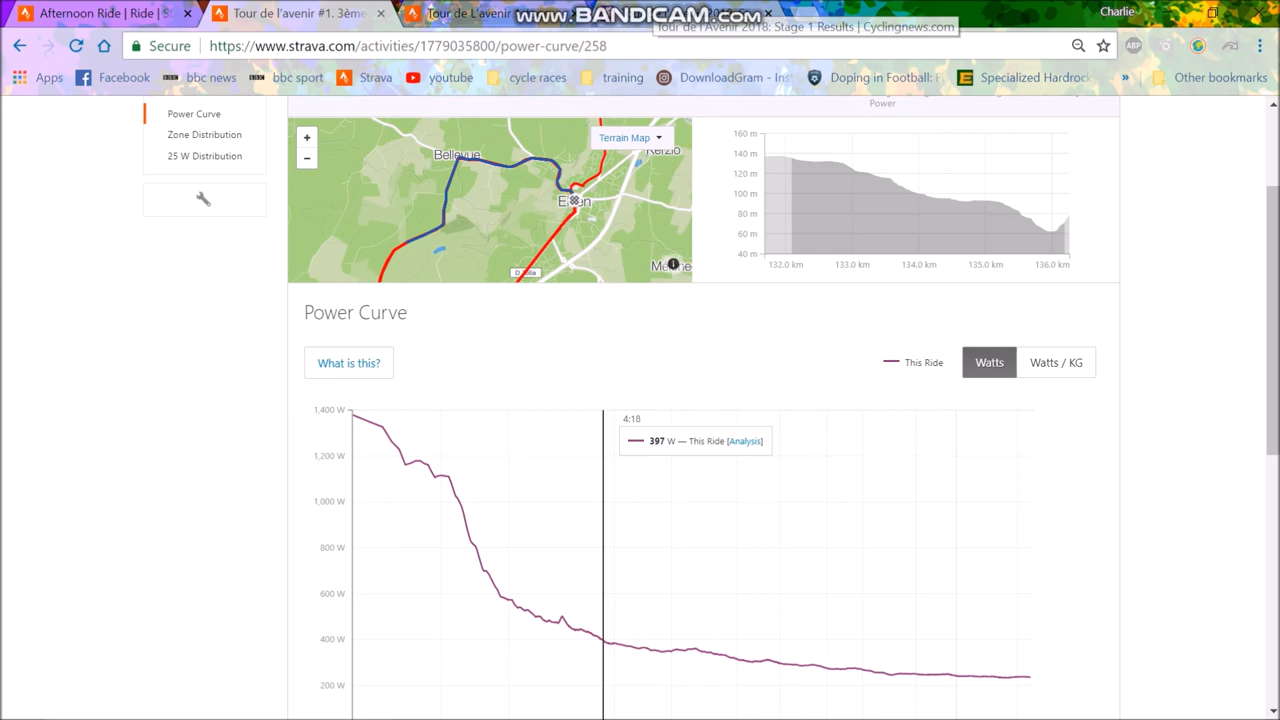 Afternoon Ride | Ride | S
Tour de l'avenir #1. 3ème
Tour de L'avenir
www.BANDICAM.com
Charlie
Tour de l'Avenir 2018: Stage 1 Results | Cyclingnews.com
Secure
https://www.strava.com/activities/1779035800/power-curve/258
ABP
Apps
Facebook
bbc news
bbc sport
Strava
youtube
cycle races
training
DownloadGram - Ins
Doping in Football: F
Specialized Hardrock
»
Other bookmarks
Power Curve
Zone Distribution
25 W Distribution
Power
+
−
Terrain Map
Bellevue
Kerzio
D
160 m
140 m
120 m
100 m
80 m
60 m
40 m
132.0 km
133.0 km
134.0 km
135.0 km
136.0 km
Power Curve
What is this?
This Ride
Watts
Watts / KG
4:18
397 W — This Ride [Analysis]
1,400 W
1,200 W
1,000 W
800 W
600 W
400 W
200 W